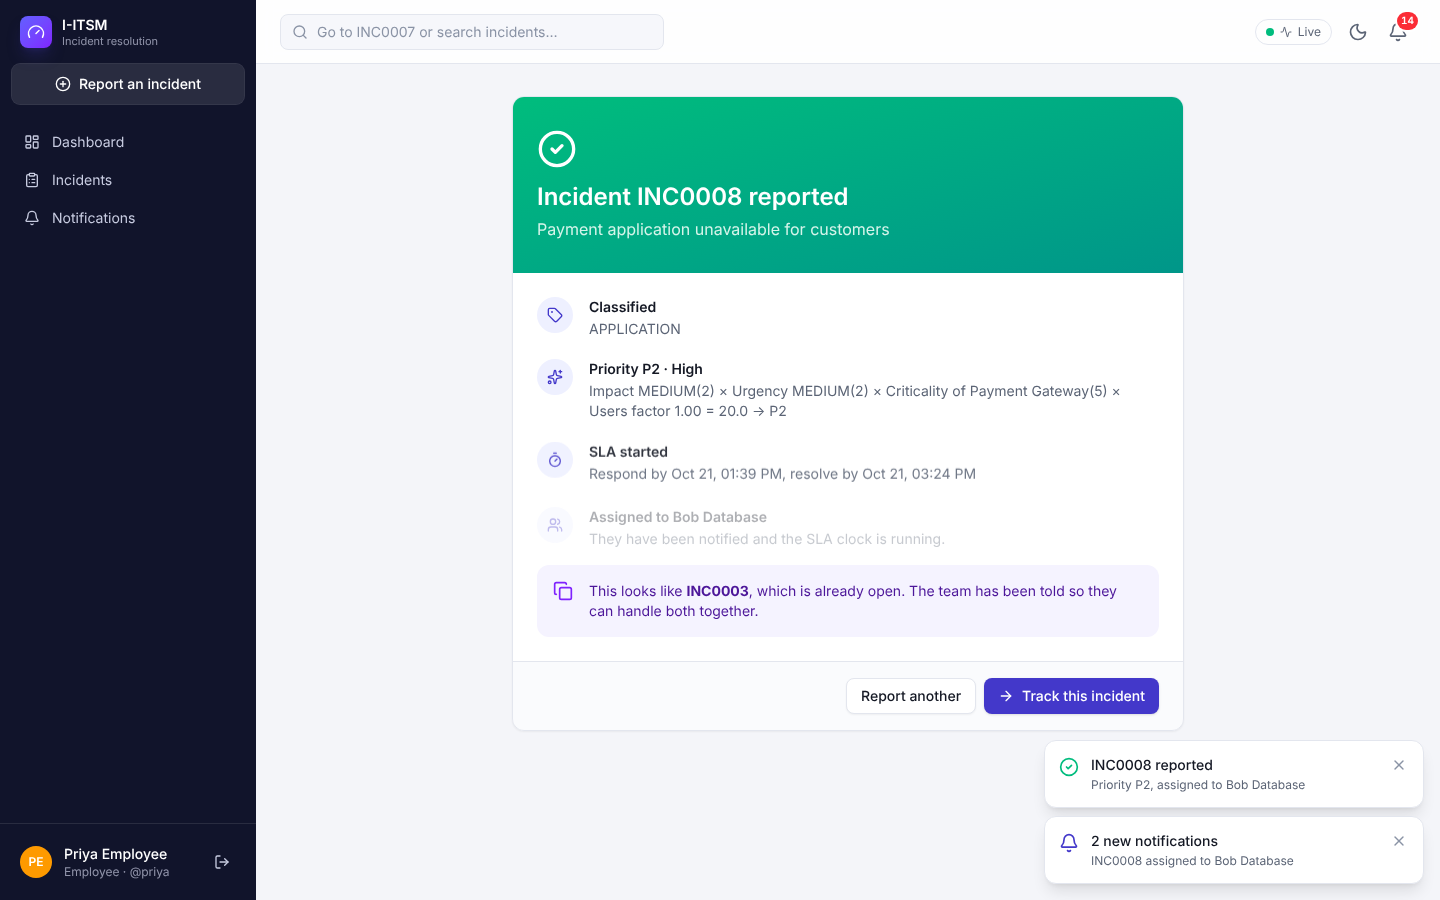 I-ITSM
Incident resolution
Report an incident
Dashboard
Incidents
Notifications
PE
Priya Employee
Employee · @priya
Go to INC0007 or search incidents...
Live
14
Incident INC0008 reported
Payment application unavailable for customers
Classified
APPLICATION
Priority P2 · High
Impact MEDIUM(2) × Urgency MEDIUM(2) × Criticality of Payment Gateway(5) ×
Users factor 1.00 = 20.0 → P2
SLA started
Respond by Oct 21, 01:39 PM, resolve by Oct 21, 03:24 PM
Assigned to Bob Database
They have been notified and the SLA clock is running.
This looks like INC0003, which is already open. The team has been told so they
can handle both together.
Report another
Track this incident
INC0008 reported
Priority P2, assigned to Bob Database
2 new notifications
INC0008 assigned to Bob Database